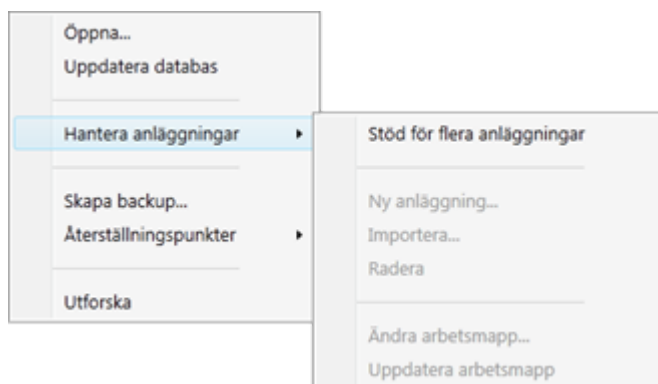 Öppna...
Uppdatera databas
Hantera anläggningar
Skapa backup...
Återställningspunkter
Utforska
Stöd för flera anläggningar
Ny anläggning...
Importera...
Radera
Ändra arbetsmapp...
Uppdatera arbetsmapp